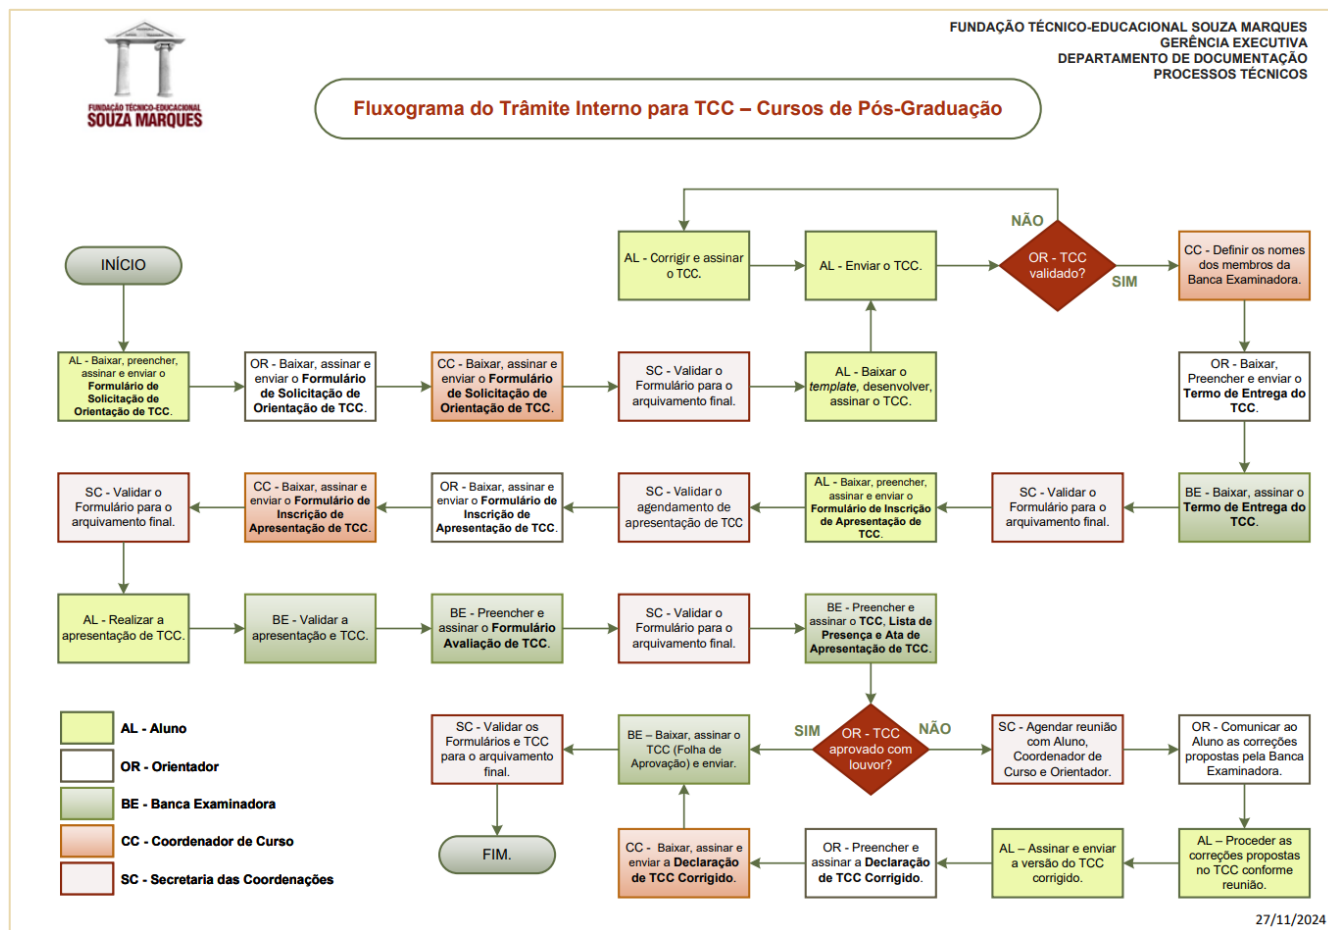 FUNDAÇÃO TÉCNICO-EDUCACIONAL
SOUZA MARQUES
FUNDAÇÃO TÉCNICO-EDUCACIONAL SOUZA MARQUES
GERÊNCIA EXECUTIVA
DEPARTAMENTO DE DOCUMENTAÇÃO
PROCESSOS TÉCNICOS
Fluxograma do Trâmite Interno para TCC – Cursos de Pós-Graduação
INÍCIO
AL - Corrigir e assinar
o TCC.
AL - Enviar o TCC.
NÃO
OR - TCC
validado?
SIM
CC - Definir os nomes
dos membros da
Banca Examinadora.
AL - Baixar, preencher,
assinar e enviar o
Formulário de
Solicitação de
Orientação de TCC.
OR - Baixar, assinar e
enviar o Formulário
de Solicitação de
Orientação de TCC.
CC - Baixar, assinar e
enviar o Formulário
de Solicitação de
Orientação de TCC.
SC - Validar o
Formulário para o
arquivamento final.
AL - Baixar o
template, desenvolver,
assinar o TCC.
OR - Baixar,
Preencher e enviar o
Termo de Entrega do
TCC.
SC - Validar o
Formulário para o
arquivamento final.
CC - Baixar, assinar e
enviar o Formulário de
Inscrição de
Apresentação de TCC.
OR - Baixar, assinar e
enviar o Formulário de
Inscrição de
Apresentação de TCC.
SC - Validar o
agendamento de
apresentação de TCC
AL - Baixar, preencher,
assinar e enviar o
Formulário de Inscrição
de Apresentação de
TCC.
SC - Validar o
Formulário para o
arquivamento final.
BE - Baixar, assinar o
Termo de Entrega do
TCC.
AL - Realizar a
apresentação de TCC.
BE - Validar a
apresentação e TCC.
BE - Preencher e
assinar o Formulário
Avaliação de TCC.
SC - Validar o
Formulário para o
arquivamento final.
BE - Preencher e
assinar o TCC, Lista de
Presença e Ata de
Apresentação de TCC.
AL - Aluno
OR - Orientador
BE - Banca Examinadora
CC - Coordenador de Curso
SC - Secretaria das Coordenações
SC - Validar os
Formulários e TCC
para o arquivamento
final.
BE – Baixar, assinar o
TCC (Folha de
Aprovação) e enviar.
SIM
OR - TCC
aprovado com
louvor?
NÃO
SC - Agendar reunião
com Aluno,
Coordenador de
Curso e Orientador.
OR - Comunicar ao
Aluno as correções
propostas pela Banca
Examinadora.
FIM.
CC - Baixar, assinar e
enviar a Declaração
de TCC Corrigido.
OR - Preencher e
assinar a Declaração
de TCC Corrigido.
AL – Assinar e enviar
a versão do TCC
corrigido.
AL – Proceder as
correções propostas
no TCC conforme
reunião.
27/11/2024